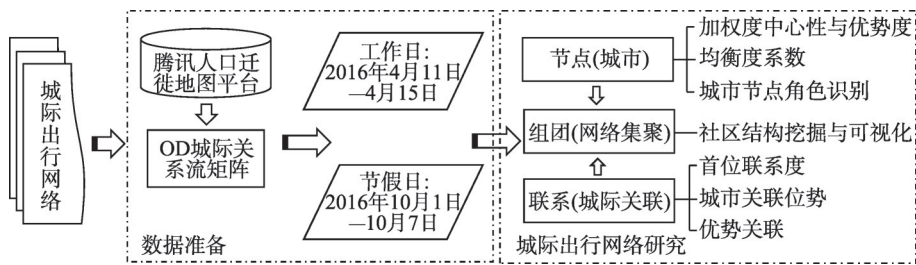 城际出行网络
腾讯人口迁
徙地图平台
OD城际关
系流矩阵
数据准备
工作日:
2016年4月11日
—4月15日
节假日:
2016年10月1日
—10月7日
节点(城市)
组团(网络集聚)
联系(城际关联)
加权度中心性与优势度
均衡度系数
城市节点角色识别
社区结构挖掘与可视化
首位联系度
城市关联位势
优势关联
城际出行网络研究